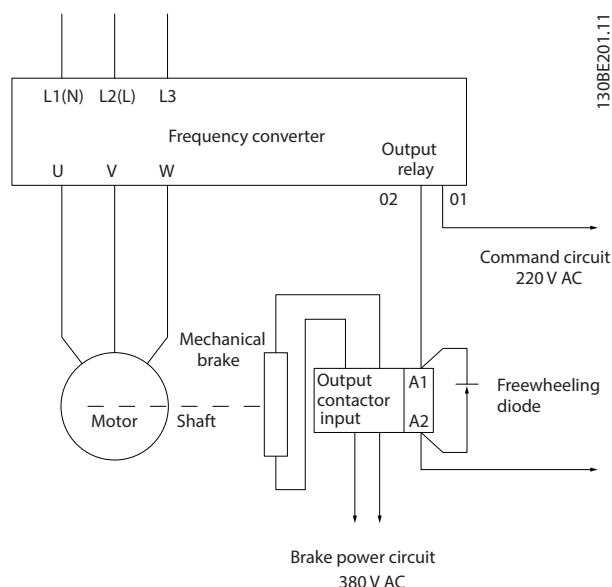 130BE201.11
L1(N) L2(L) L3
Frequency converter
Output
relay
U V W
02 01
Command circuit
220 V AC
Mechanical
brake
Output
contactor
input
A1
A2
Freewheeling
diode
Motor
Shaft
Brake power circuit
380 V AC